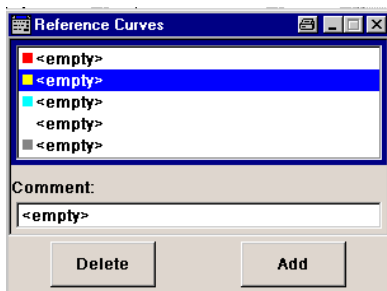 Reference Curves
<empty>
<empty>
<empty>
<empty>
<empty>
Comment:
<empty>
Delete Add